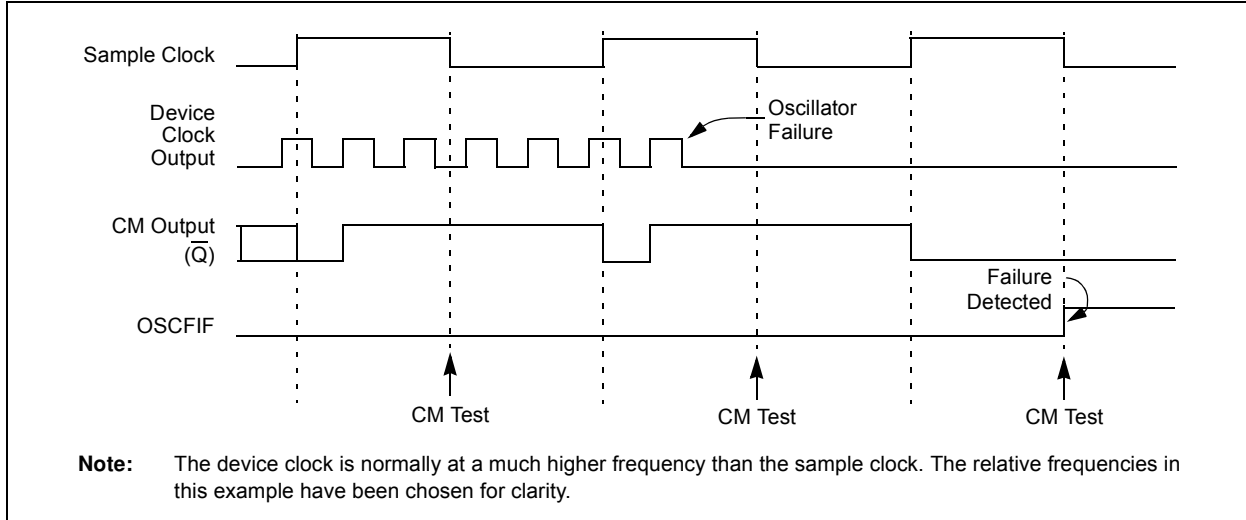 Sample Clock
Device
Clock
Output
Oscillator
Failure
CM Output
(Q̅)
Failure
Detected
OSCFIF
CM Test
CM Test
CM Test
Note: The device clock is normally at a much higher frequency than the sample clock. The relative frequencies in
this example have been chosen for clarity.